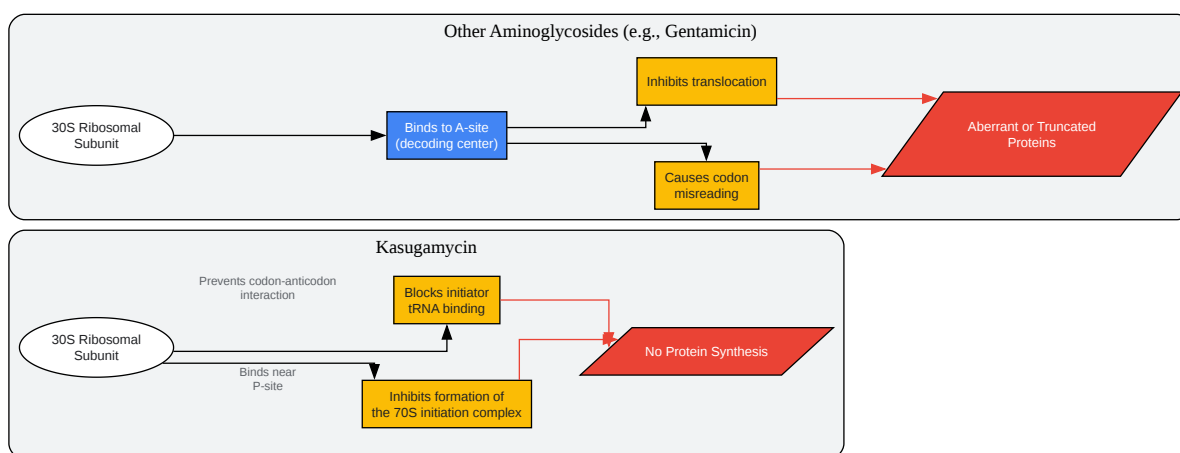 Other Aminoglycosides (e.g., Gentamicin)
30S Ribosomal
Subunit
Binds to A-site
(decoding center)
Inhibits translocation
Causes codon
misreading
Aberrant or Truncated
Proteins
Kasugamycin
30S Ribosomal
Subunit
Prevents codon-anticodon
interaction
Binds near
P-site
Blocks initiator
tRNA binding
Inhibits formation of
the 70S initiation complex
No Protein Synthesis